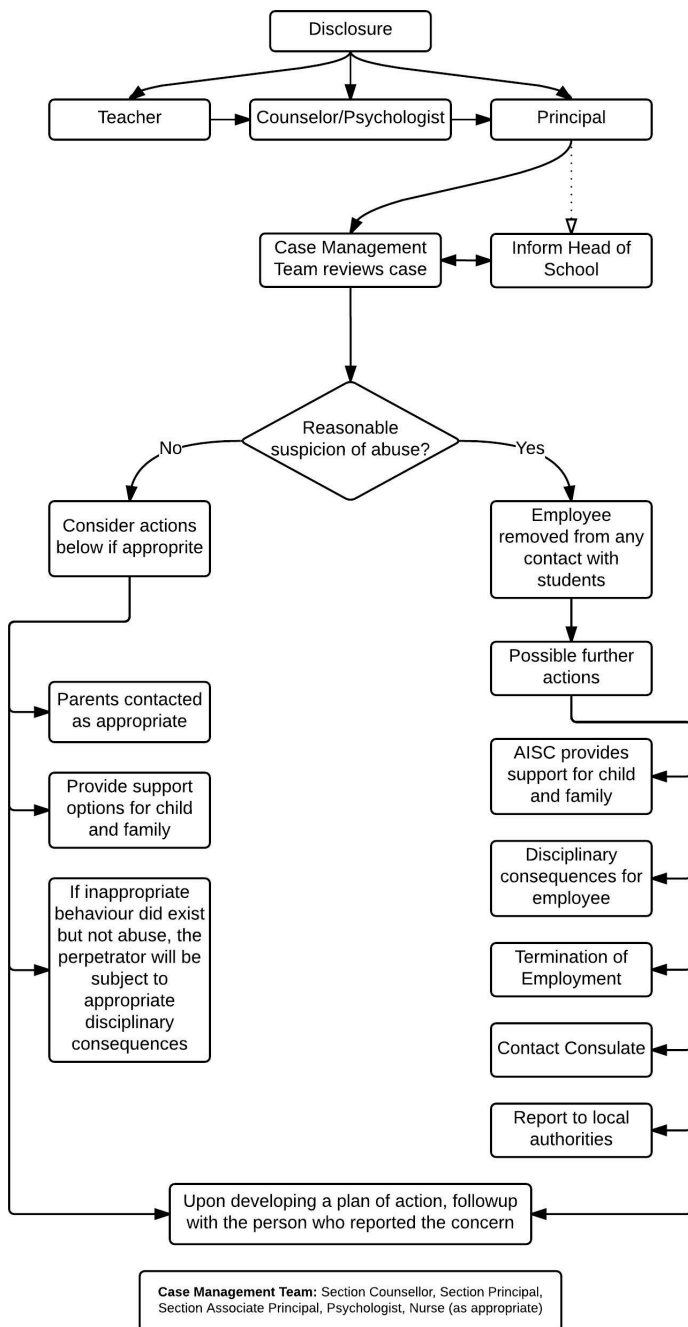 Disclosure
Teacher
Counselor/Psychologist
Principal
Case Management
Team reviews case
Inform Head of
School
Reasonable
suspicion of abuse?
No
Yes
Consider actions
below if approprite
Employee
removed from any
contact with
students
Possible further
actions
Parents contacted
as appropriate
Provide support
options for child
and family
If inappropriate
behaviour did exist
but not abuse, the
perpetrator will be
subject to
appropriate
disciplinary
consequences
AISC provides
support for child
and family
Disciplinary
consequences for
employee
Termination of
Employment
Contact Consulate
Report to local
authorities
Upon developing a plan of action, followup
with the person who reported the concern
Case Management Team: Section Counsellor, Section Principal,
Section Associate Principal, Psychologist, Nurse (as appropriate)